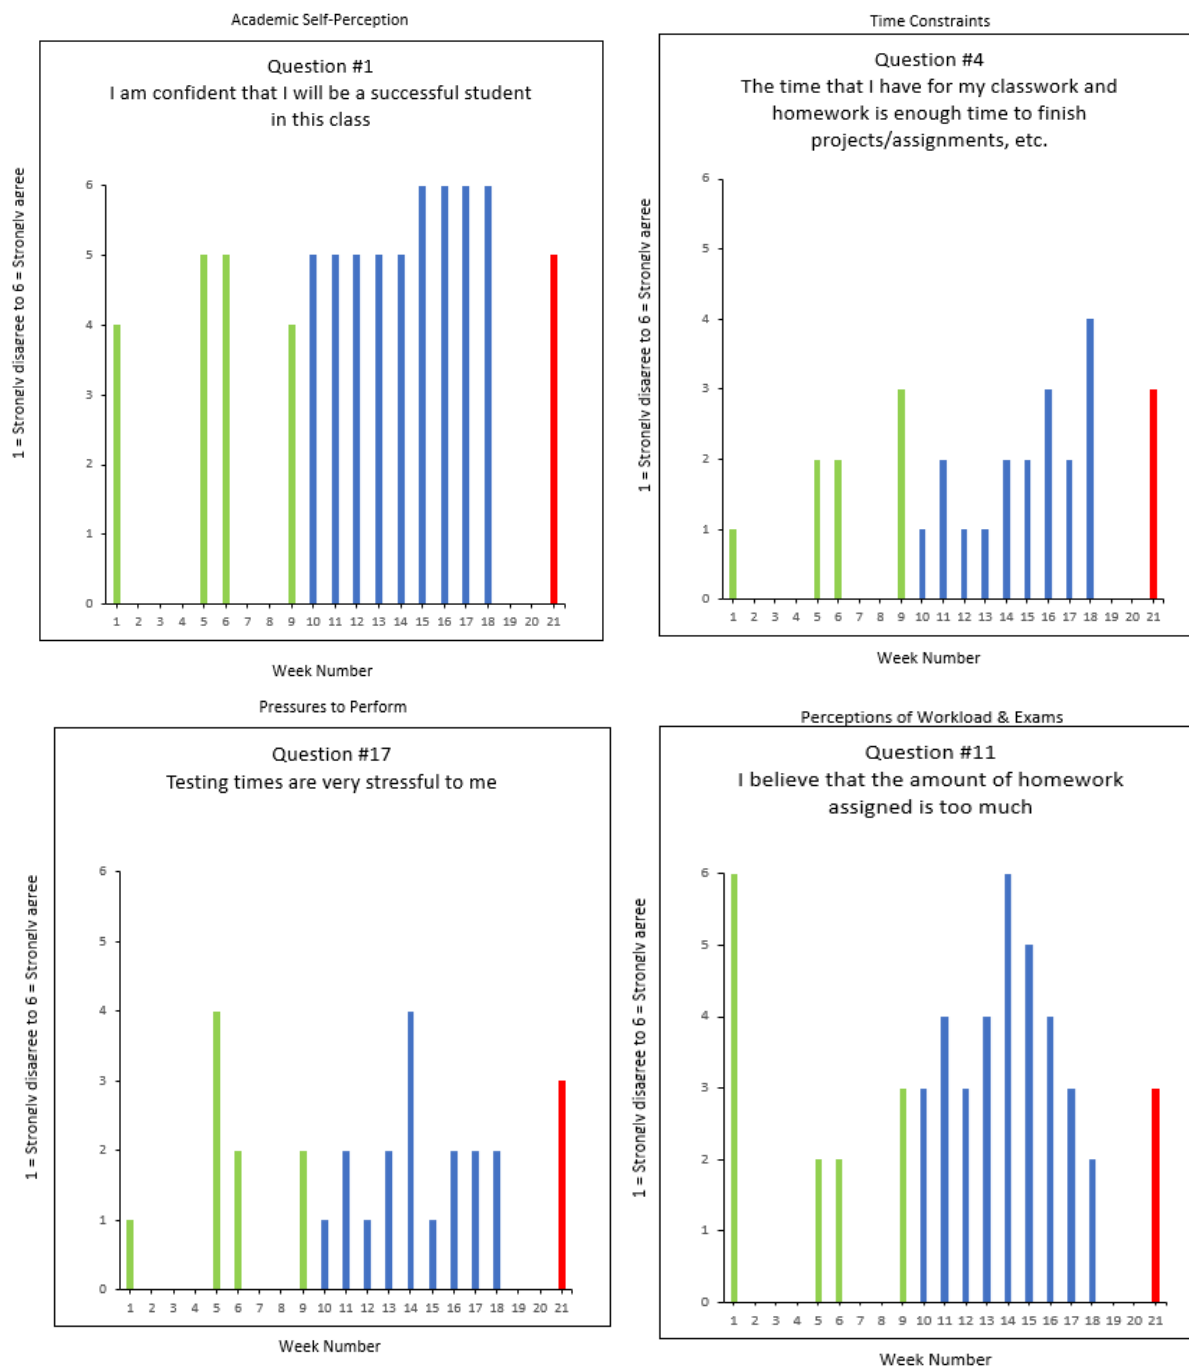 Academic Self-Perception
Question #1
I am confident that I will be a successful student
in this class
1 = Strongly disagree to 6 = Strongly agree
6
5
4
3
2
1
0
1 2 3 4 5 6 7 8 9 10 11 12 13 14 15 16 17 18 19 20 21
Week Number
Time Constraints
Question #4
The time that I have for my classwork and
homework is enough time to finish
projects/assignments, etc.
1 = Strongly disagree to 6 = Strongly agree
6
5
4
3
2
1
0
1 2 3 4 5 6 7 8 9 10 11 12 13 14 15 16 17 18 19 20 21
Week Number
Pressures to Perform
Question #17
Testing times are very stressful to me
1 = Strongly disagree to 6 = Strongly agree
6
5
4
3
2
1
0
1 2 3 4 5 6 7 8 9 10 11 12 13 14 15 16 17 18 19 20 21
Week Number
Perceptions of Workload & Exams
Question #11
I believe that the amount of homework
assigned is too much
1 = Strongly disagree to 6 = Strongly agree
6
5
4
3
2
1
0
1 2 3 4 5 6 7 8 9 10 11 12 13 14 15 16 17 18 19 20 21
Week Number